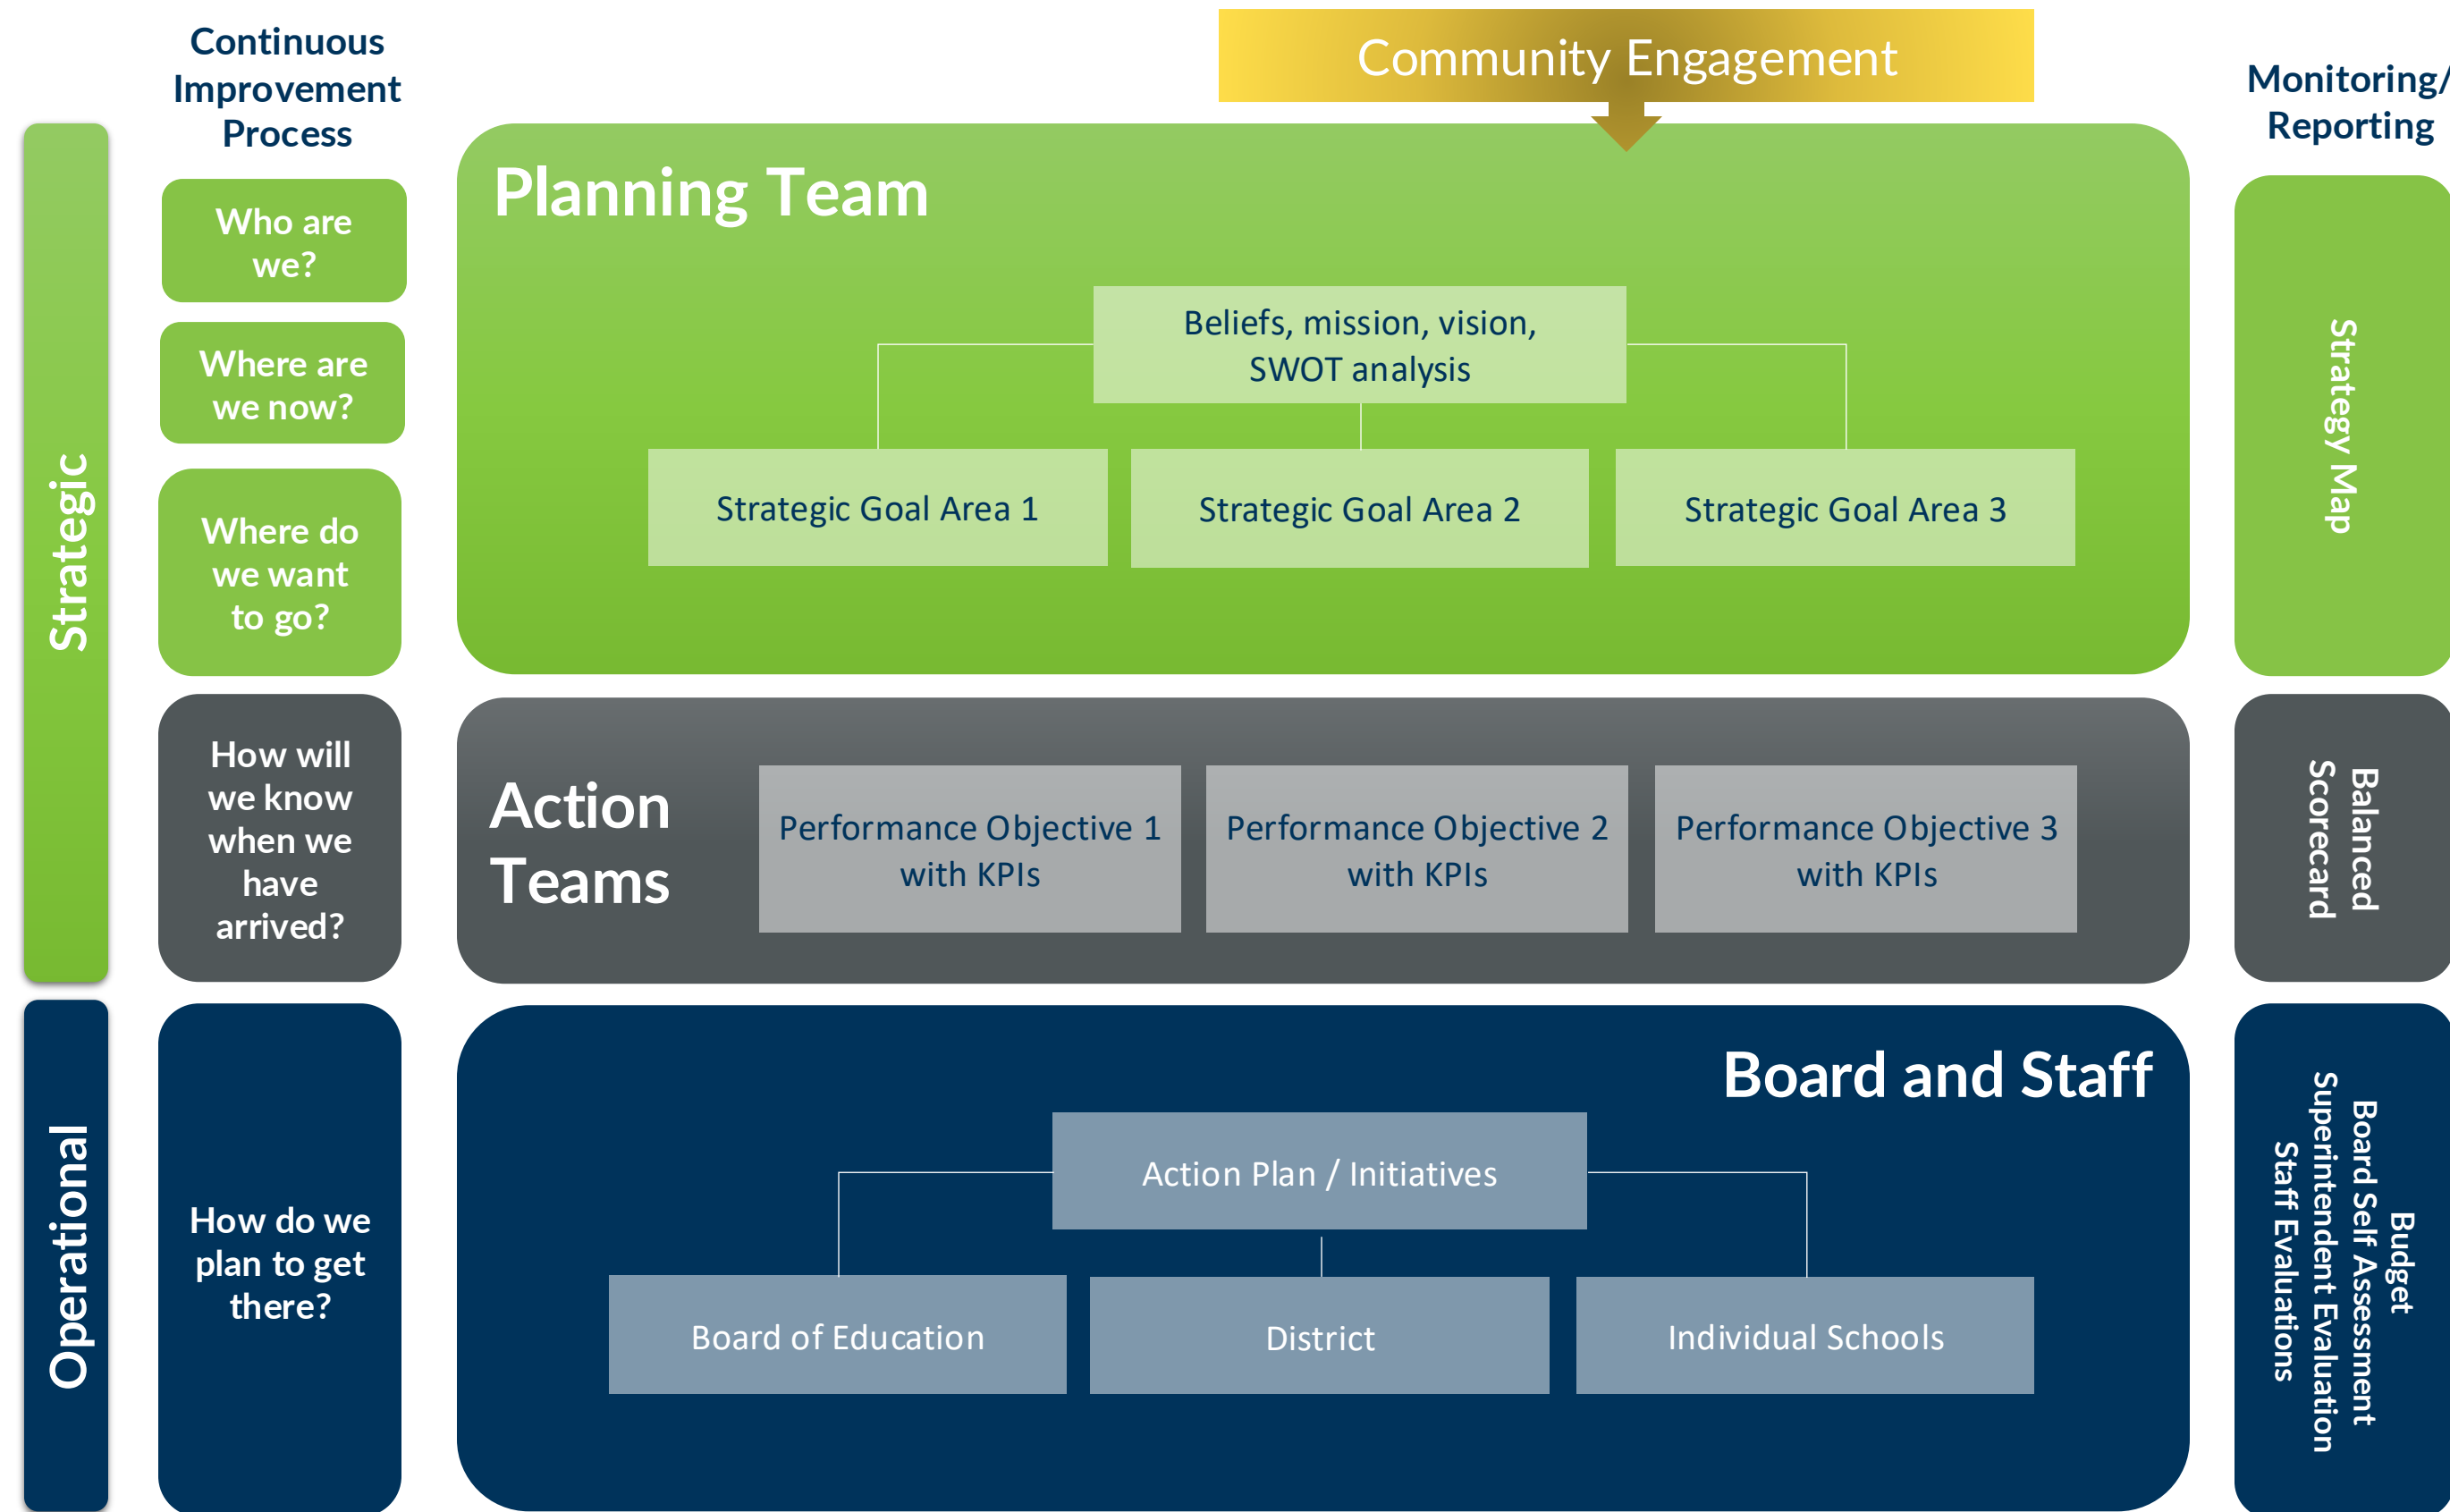 Continuous
Improvement
Process
Community Engagement
Monitoring/
Reporting
Strategic
Who are
we?
Where are
we now?
Where do
we want
to go?
Planning Team
Beliefs, mission, vision,
SWOT analysis
Strategic Goal Area 1
Strategic Goal Area 2
Strategic Goal Area 3
Strategy Map
How will
we know
when we
have
arrived?
Action
Teams
Performance Objective 1
with KPIs
Performance Objective 2
with KPIs
Performance Objective 3
with KPIs
Balanced
Scorecard
Operational
How do we
plan to get
there?
Board and Staff
Action Plan / Initiatives
Board of Education
District
Individual Schools
Budget
Board Self Assessment
Superintendent Evaluation
Staff Evaluations